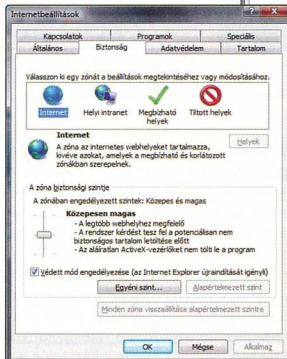 Internetbeállítások
Kapcsolatok Programok Speciális
Általános Biztonság Adatvédelem Tartalom
Válasszon ki egy zónát a beállítások megtekintéséhez vagy módosításához.
Internet Helyi intranet Megbízható helyek Tiltott helyek
Internet
Helyek
A zóna az internetes webhelyeket tartalmazza,
kivéve azokat, amelyek a megbízható és korlátozott
zónákban szerepelnek.
A zóna biztonsági szintje
A zónában engedélyezett szintek: Közepes és magas
Közepesen magas
- A legtöbb webhelyhez megfelelő
- A rendszer kérdést tesz fel a potenciálisan nem
biztonságos tartalom letöltése előtt
- Az aláíratlan ActiveX-vezérlőket nem tölti le a program
Védett mód engedélyezése (az Internet Explorer újraindítását igényli)
Egyéni szint... Alapértelmezett szint
Minden zóna visszaállítása alapértelmezett szintre
OK Mégse Alkalmaz